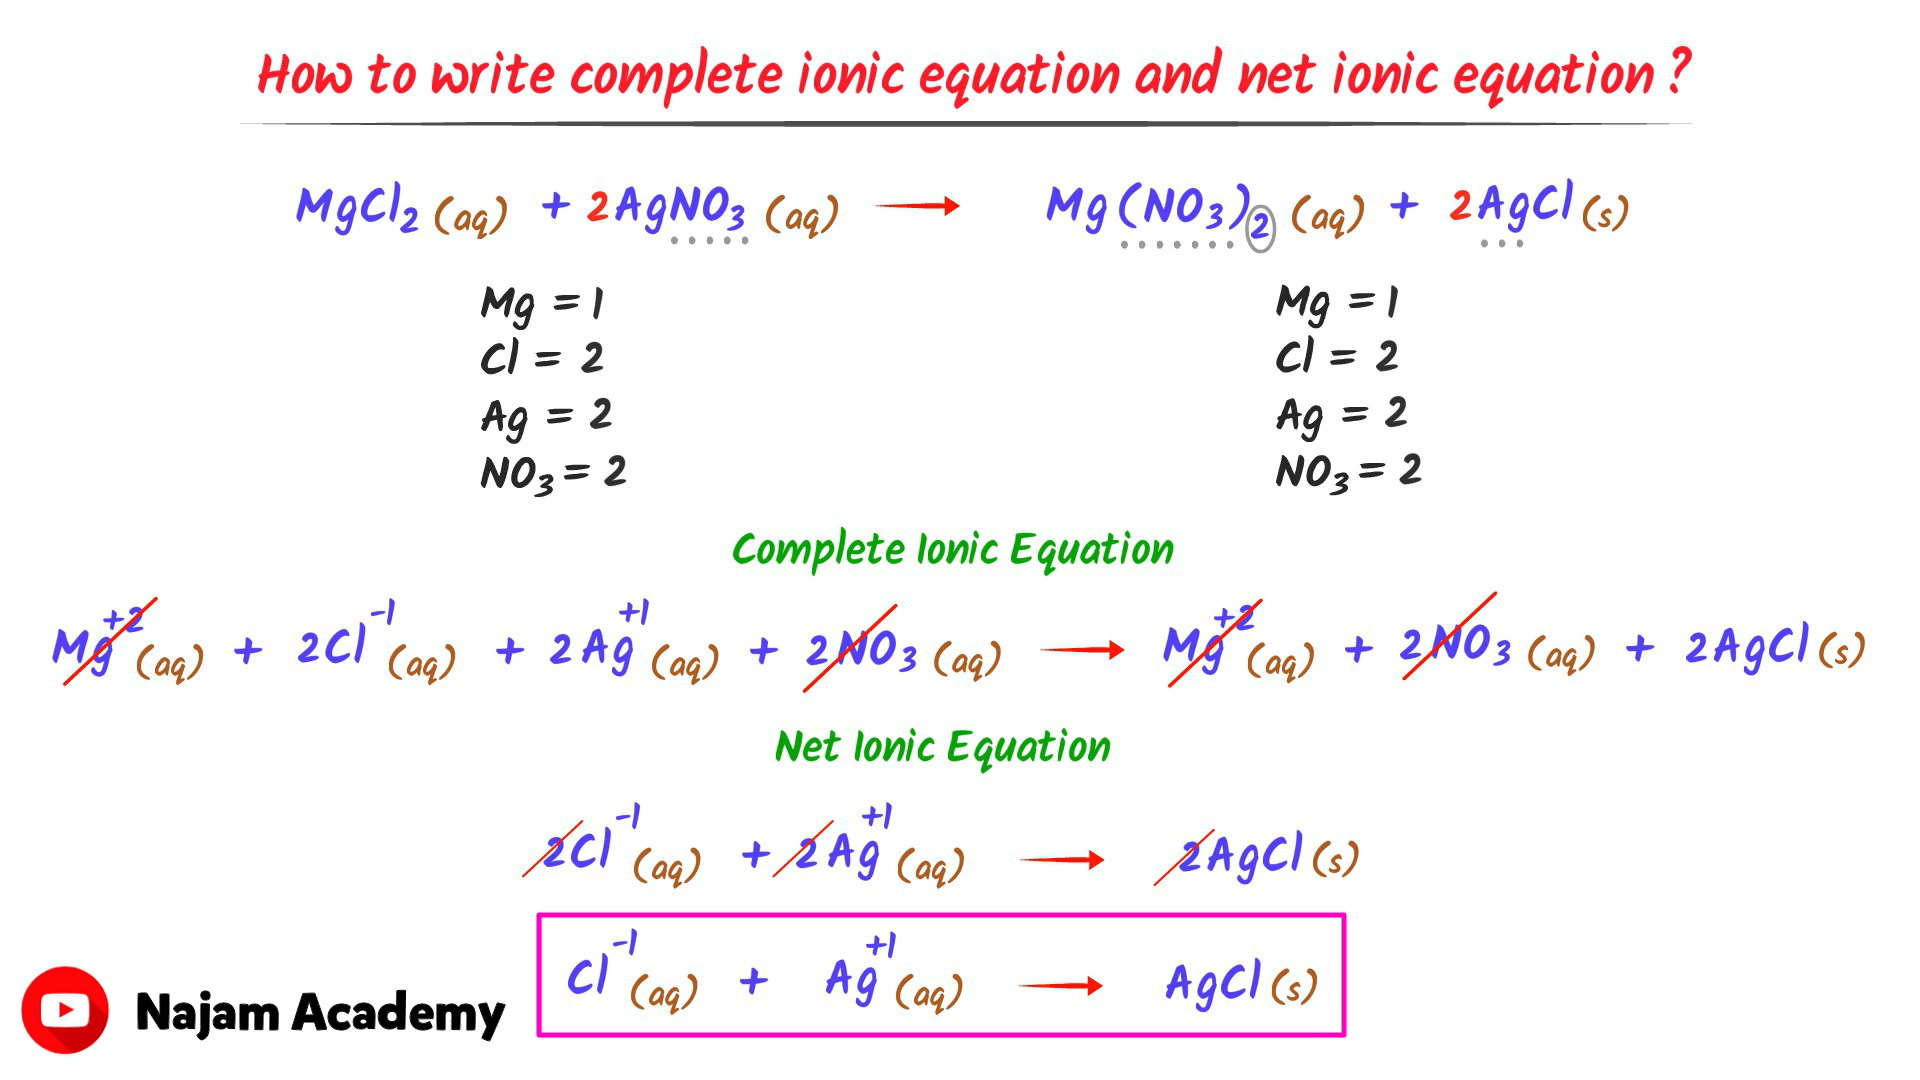 How to write complete ionic equation and net ionic equation ?
MgCl₂ (aq) + 2AgNO₃ (aq) → Mg(NO₃)₂ (aq) + 2AgCl (s)
Mg = 1 Mg = 1
Cl = 2 Cl = 2
Ag = 2 Ag = 2
NO₃ = 2 NO₃ = 2
Complete Ionic Equation
Mg⁺² (aq) + 2Cl⁻¹ (aq) + 2Ag⁺¹ (aq) + 2NO₃ (aq) → Mg⁺² (aq) + 2NO₃ (aq) + 2AgCl (s)
Net Ionic Equation
2Cl⁻¹ (aq) + 2Ag⁺¹ (aq) → 2AgCl (s)
Cl⁻¹ (aq) + Ag⁺¹ (aq) → AgCl (s)
Najam Academy